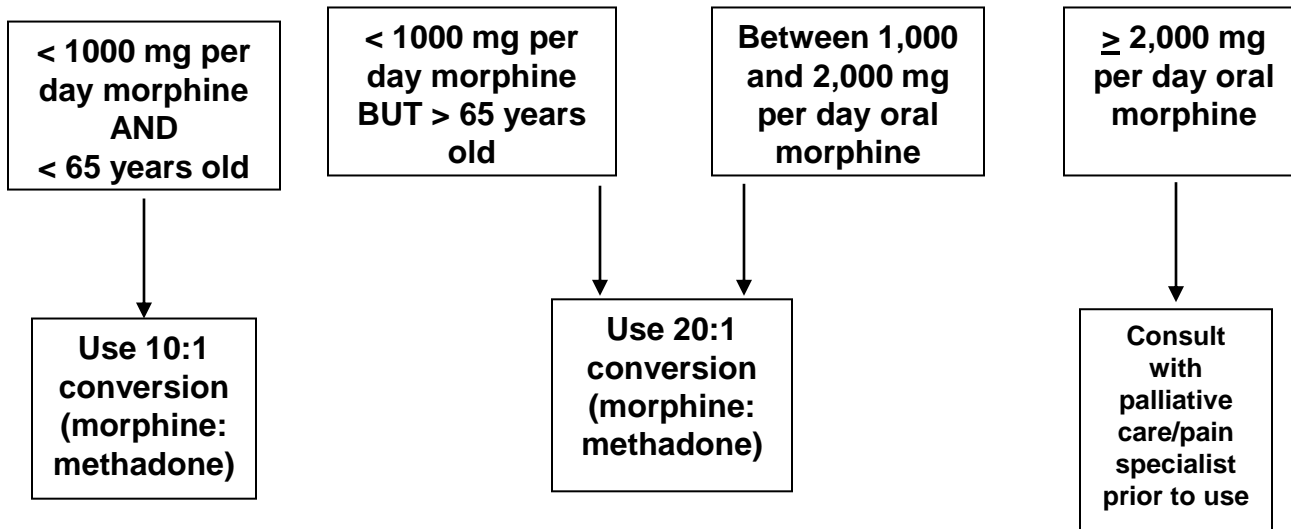 < 1000 mg per
day morphine
AND
< 65 years old
< 1000 mg per
day morphine
BUT > 65 years
old
Between 1,000
and 2,000 mg
per day oral
morphine
≥ 2,000 mg
per day oral
morphine
Use 10:1
conversion
(morphine:
methadone)
Use 20:1
conversion
(morphine:
methadone)
Consult
with
palliative
care/pain
specialist
prior to use